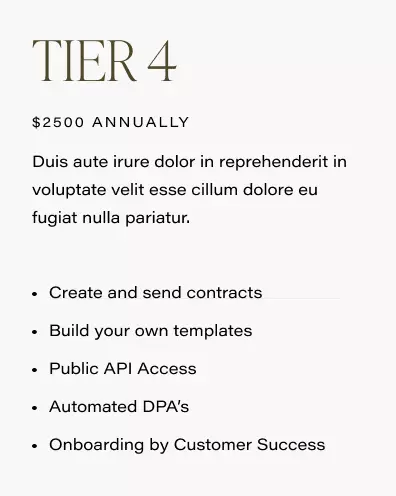 TIER 4
$2500 ANNUALLY
Duis aute irure dolor in reprehenderit in
voluptate velit esse cillum dolore eu
fugiat nulla pariatur.
• Create and send contracts
• Build your own templates
• Public API Access
• Automated DPA’s
• Onboarding by Customer Success